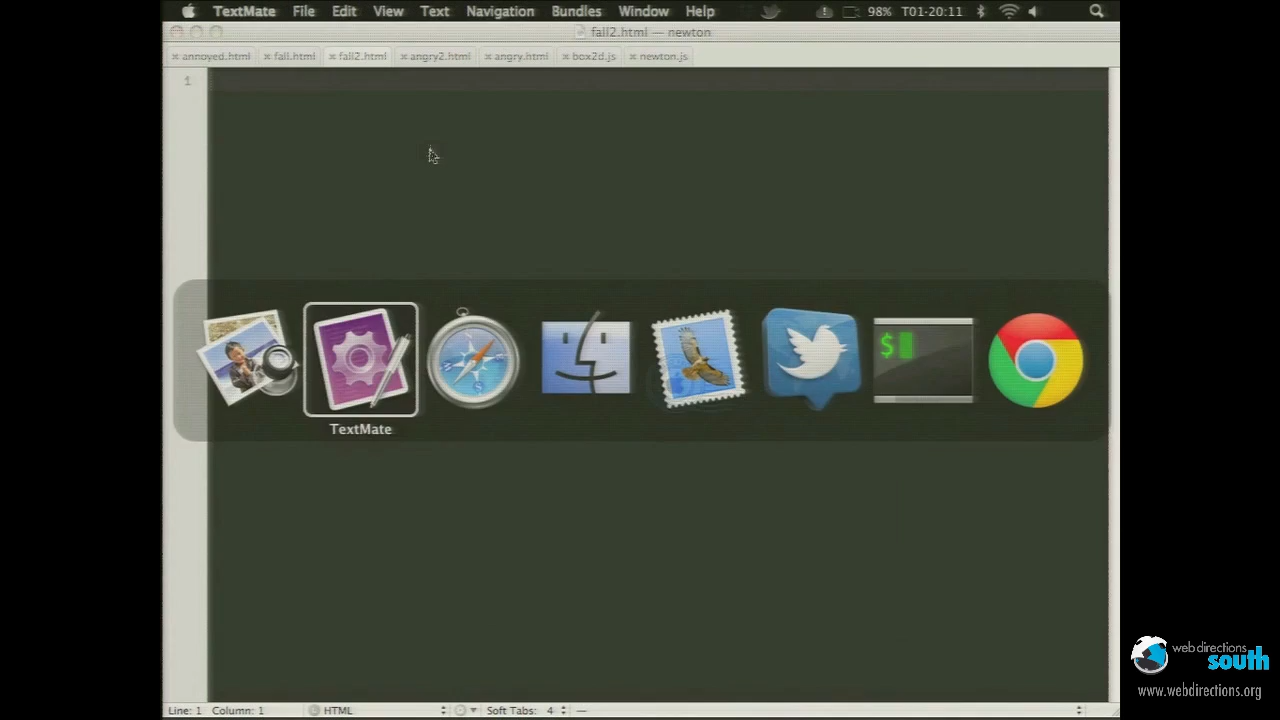 TextMate File Edit View Text Navigation Bundles Window Help 98% T01-20:11
fall2.html — newton
annoyed.html fall.html fall2.html angry2.html angry.html box2d.js newton.js
1
$
TextMate
Line: 1 Column: 1 HTML Soft Tabs: 4 —
web directions
south
www.webdirections.org